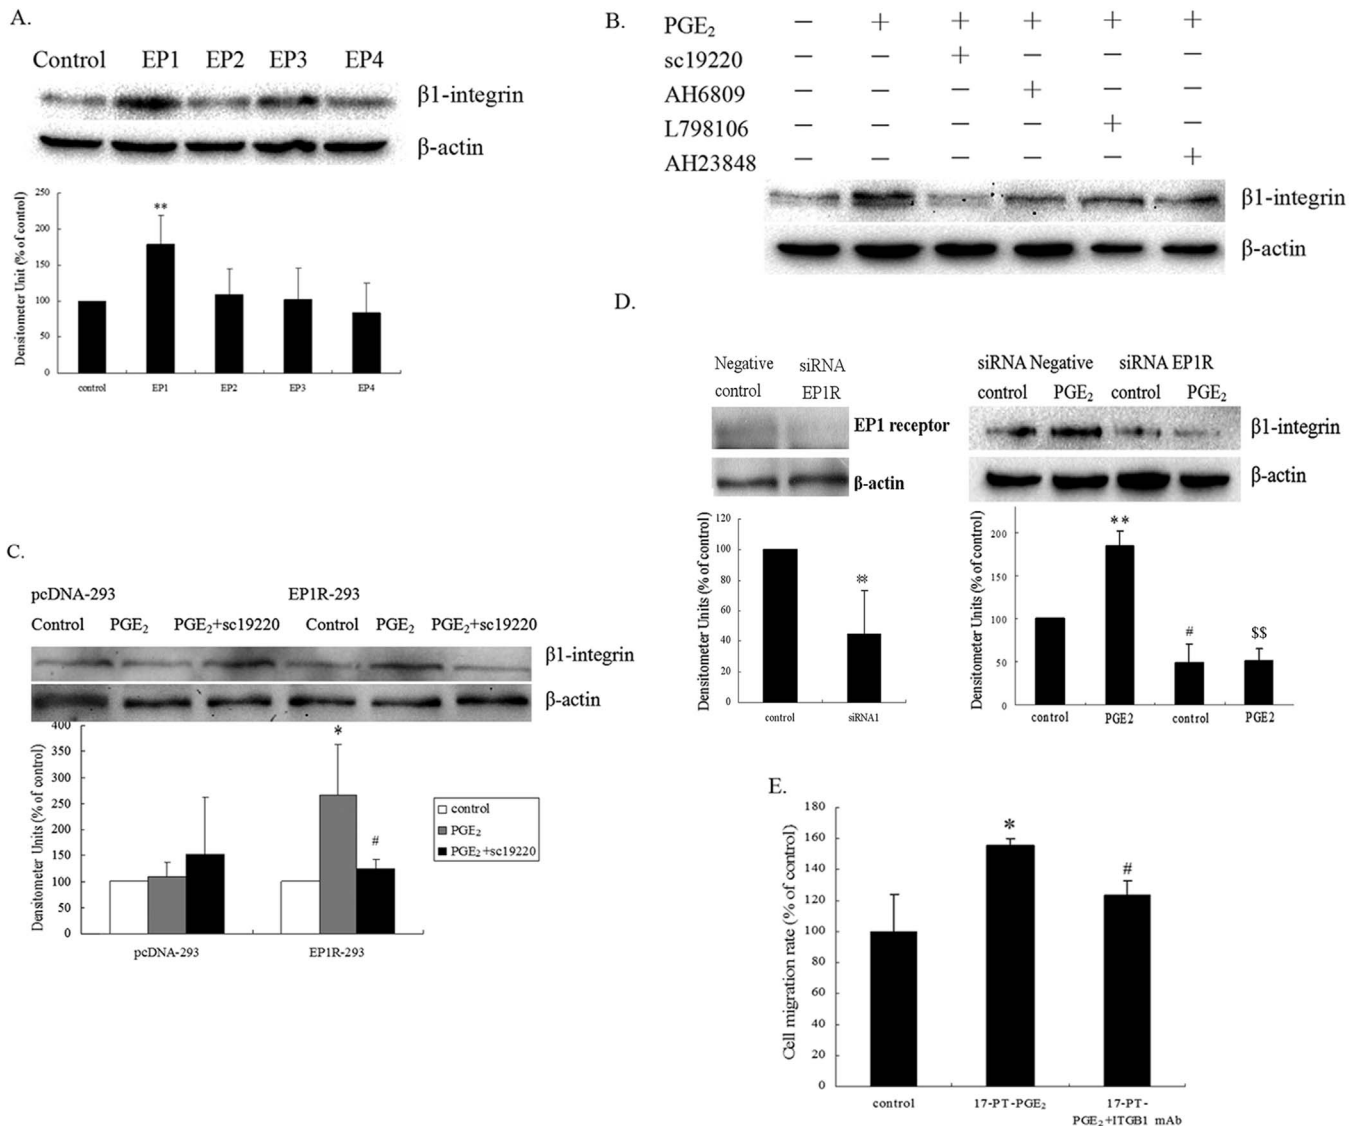 A.
Control EP1 EP2 EP3 EP4
β1-integrin
β-actin
Densitometer Unit (% of control)
250
200
150
100
50
0
**
control EP1 EP2 EP3 EP4
B.
PGE₂ − + + + + +
sc19220 − − + − − −
AH6809 − − − + − −
L798106 − − − − + −
AH23848 − − − − − +
β1-integrin
β-actin
C.
pcDNA-293 EP1R-293
Control PGE₂ PGE₂+sc19220 Control PGE₂ PGE₂+sc19220
β1-integrin
β-actin
Densitometer Units (% of control)
400
350
300
250
200
150
100
50
0
*
#
control
PGE₂
PGE₂+sc19220
pcDNA-293 EP1R-293
D.
Negative siRNA
control EP1R
EP1 receptor
β-actin
Densitometer Units (% of control)
120
100
80
60
40
20
0
**
control siRNA1
siRNA Negative siRNA EP1R
control PGE₂ control PGE₂
β1-integrin
β-actin
Densitometer Units (% of control)
200
150
100
50
0
**
#
$$
control PGE2 control PGE2
E.
Cell migration rate (% of control)
180
160
140
120
100
80
60
40
20
0
*
#
control 17-PT-PGE₂ 17-PT-
PGE₂+ITGB1 mAb